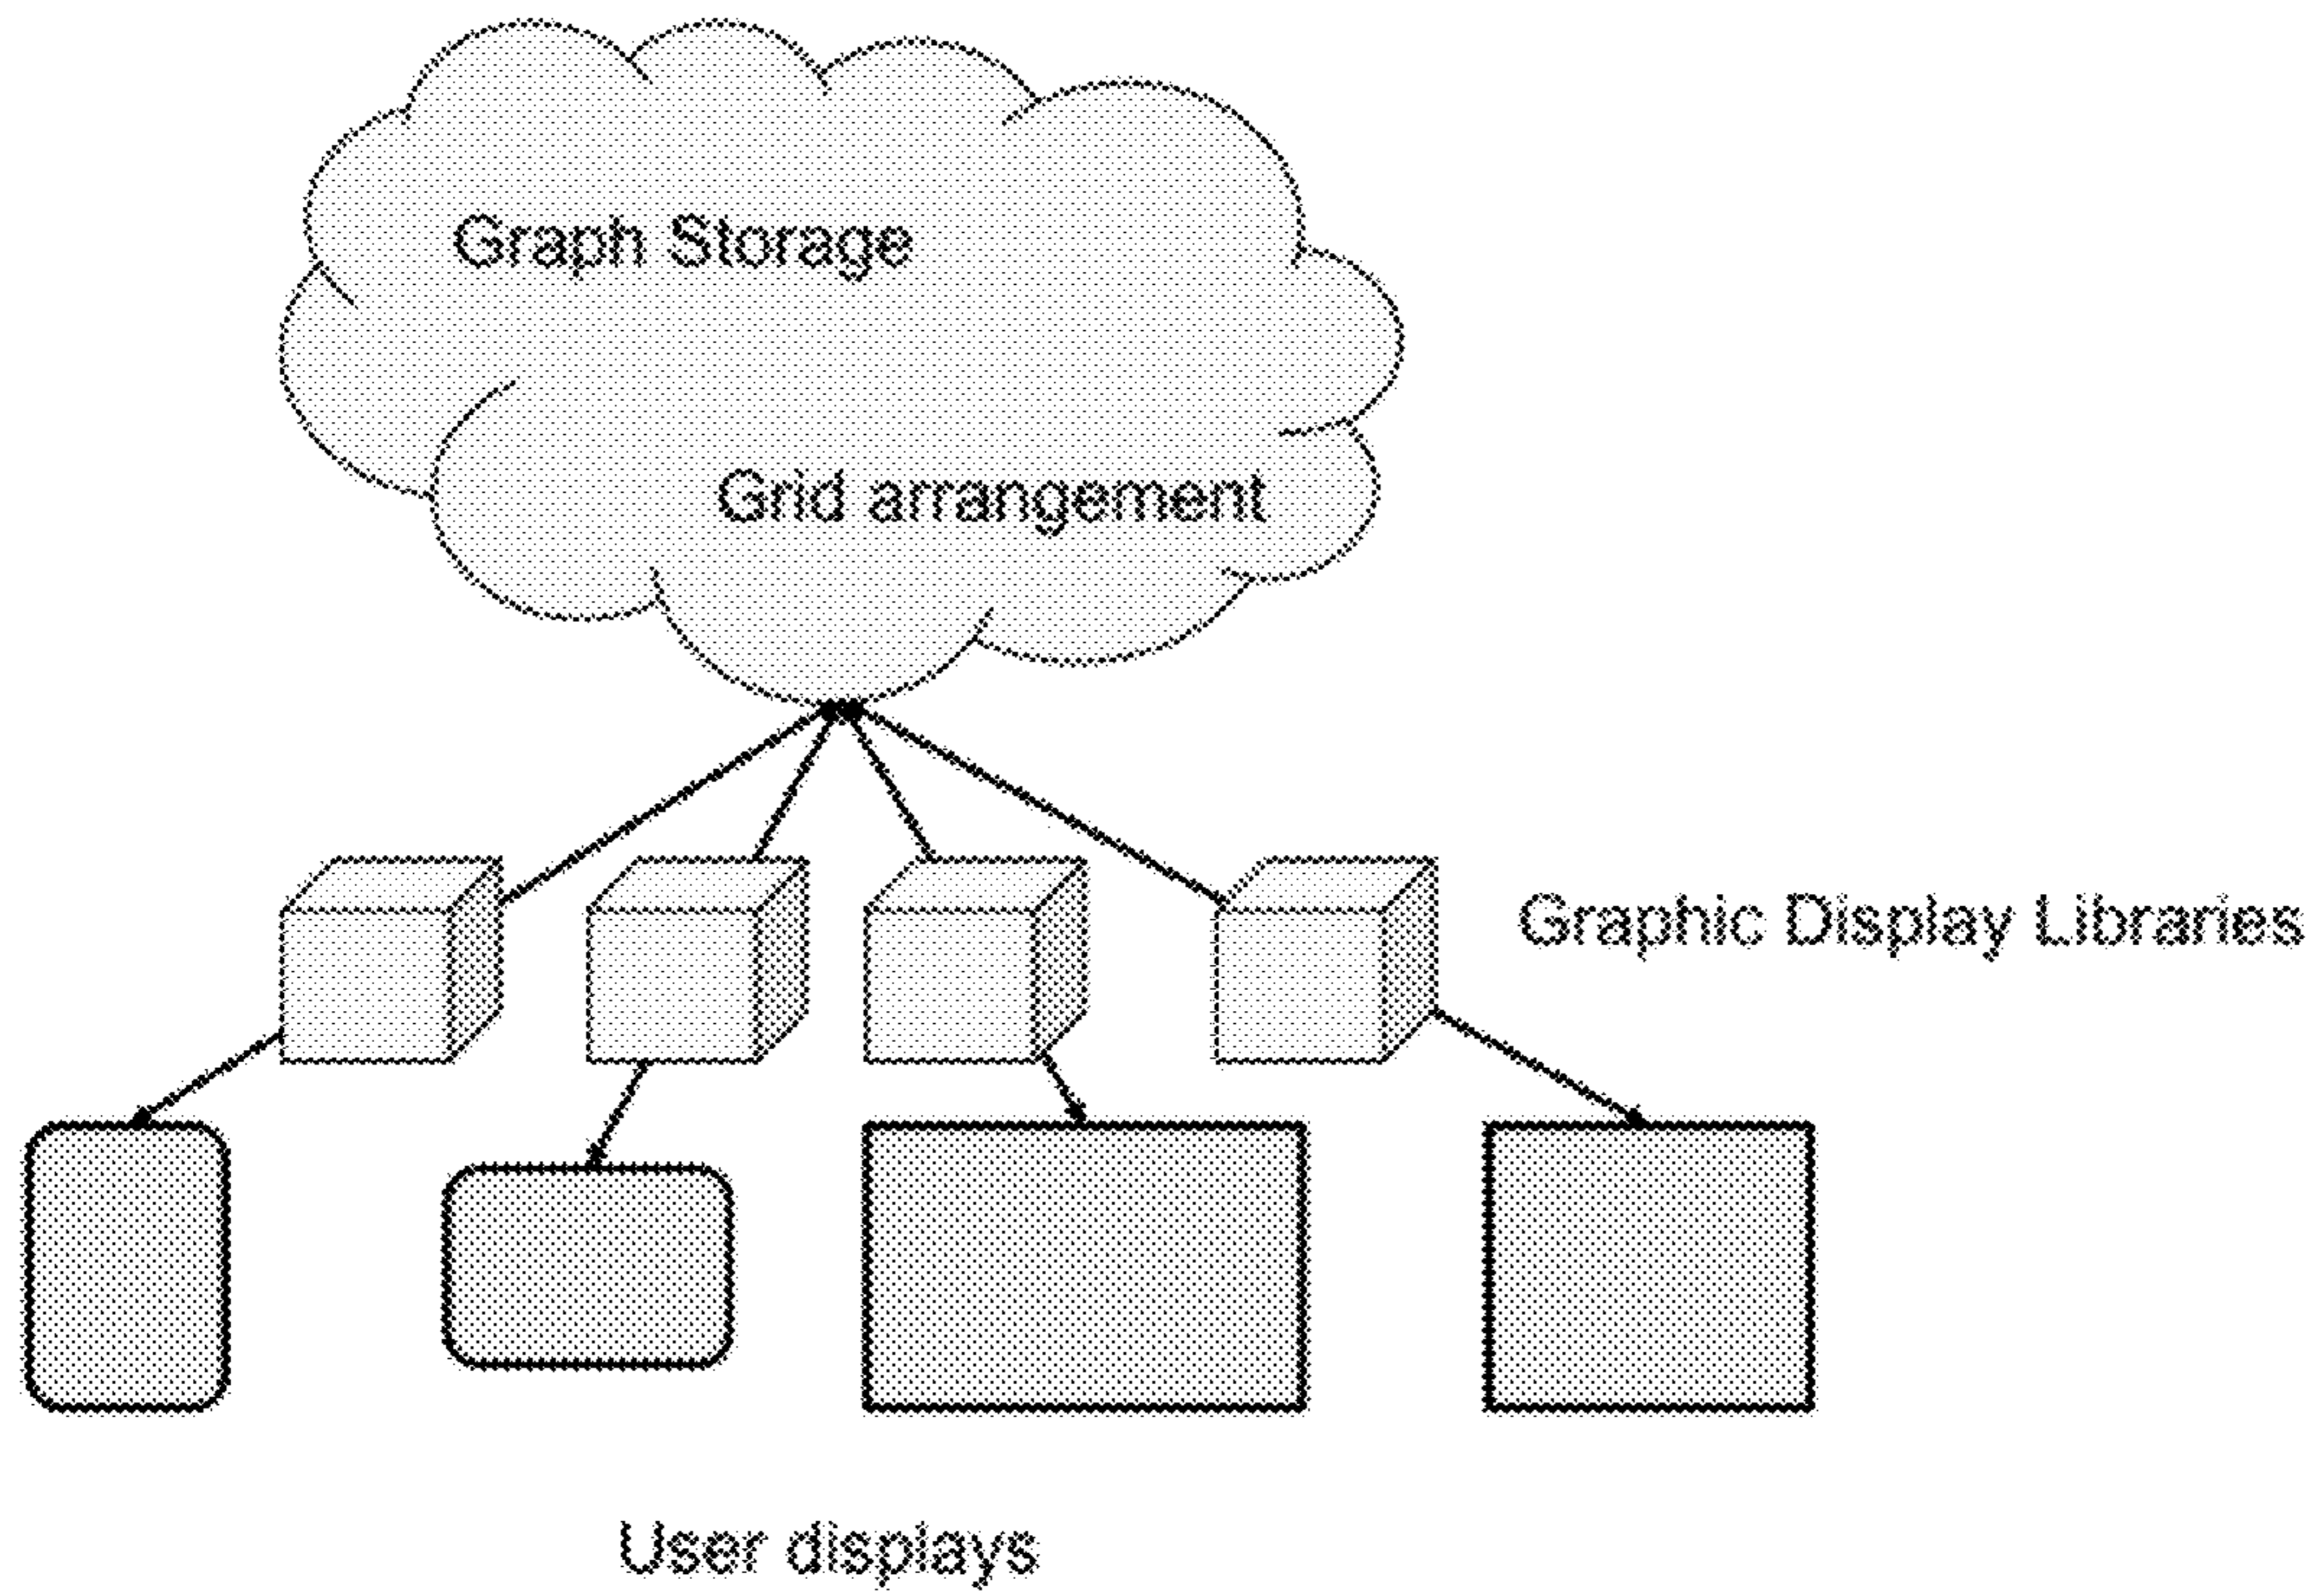 Graph Storage
Grid arrangement
Graphic Display Libraries
User displays